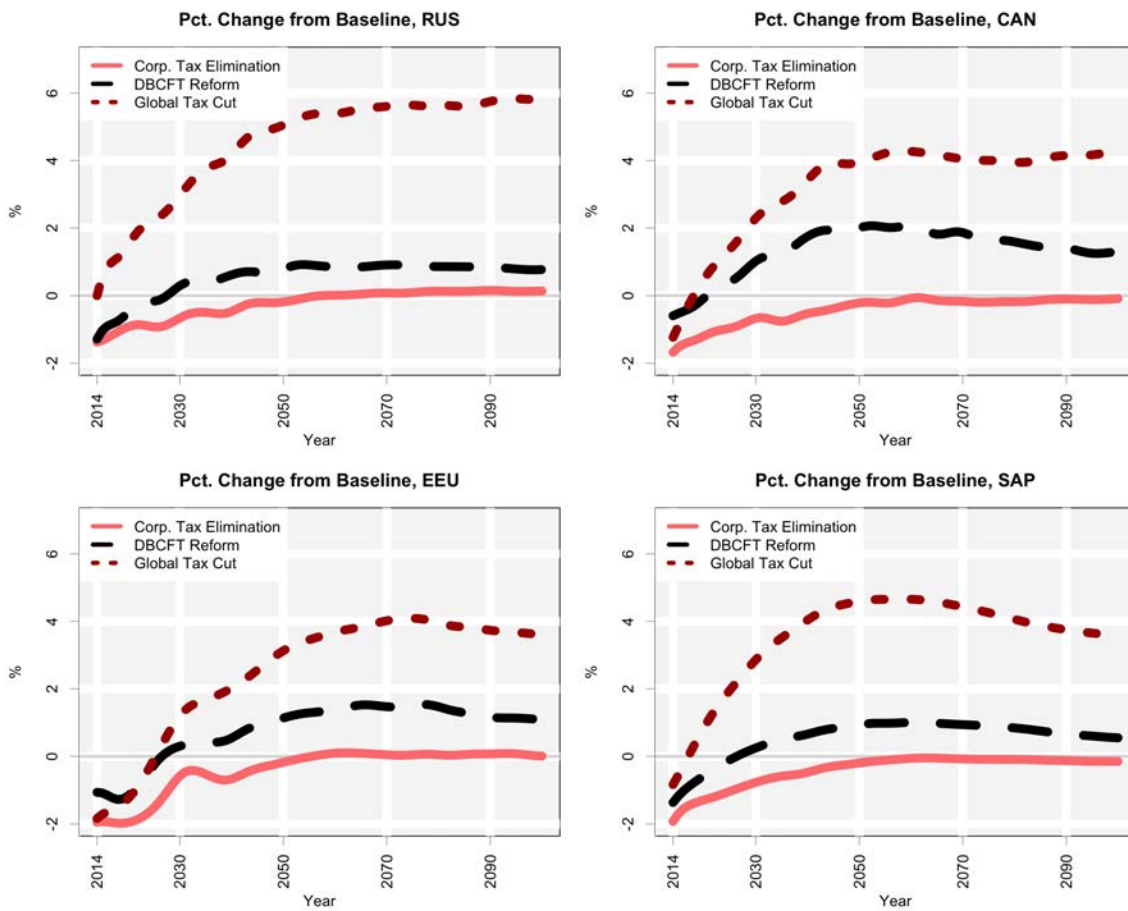 Pct. Change from Baseline, RUS
Corp. Tax Elimination
DBCFT Reform
Global Tax Cut
%
6
4
2
0
-2
2014
2030
2050
2070
2090
Year
Pct. Change from Baseline, CAN
Corp. Tax Elimination
DBCFT Reform
Global Tax Cut
%
6
4
2
0
-2
2014
2030
2050
2070
2090
Year
Pct. Change from Baseline, EEU
Corp. Tax Elimination
DBCFT Reform
Global Tax Cut
%
6
4
2
0
-2
2014
2030
2050
2070
2090
Year
Pct. Change from Baseline, SAP
Corp. Tax Elimination
DBCFT Reform
Global Tax Cut
%
6
4
2
0
-2
2014
2030
2050
2070
2090
Year